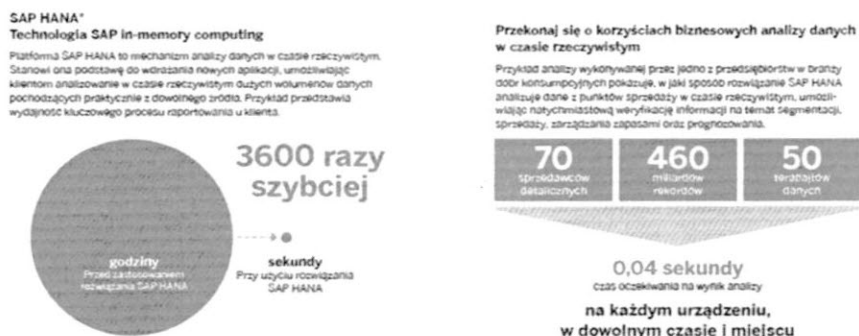 SAP HANA®
Technologia SAP in-memory computing
Platforma SAP HANA to mechanizm analizy danych w czasie rzeczywistym.
Stanowi ona podstawę do wdrażania nowych aplikacji, umożliwiając
klientom analizowanie w czasie rzeczywistym dużych wolumenów danych
pochodzących praktycznie z dowolnego źródła. Przykład przedstawia
wydajność kluczowego procesu raportowania u klienta.
3600 razy
szybciej
godziny
Przed zastosowaniem
rozwiązania SAP HANA
sekundy
Przy użyciu rozwiązania
SAP HANA
Przekonaj się o korzyściach biznesowych analizy danych
w czasie rzeczywistym
Przykład analizy wykonywanej przez jedno z przedsiębiorstw w branży
dóbr konsumpcyjnych pokazuje, w jaki sposób rozwiązanie SAP HANA
analizuje dane z punktów sprzedaży w czasie rzeczywistym, umożli-
wiając natychmiastową weryfikację informacji na temat segmentacji,
sprzedaży, zarządzania zapasami oraz prognozowania.
70
sprzedawców
detalicznych
460
miliardów
rekordów
50
terabajtów
danych
0,04 sekundy
czas oczekiwania na wynik analizy
na każdym urządzeniu,
w dowolnym czasie i miejscu